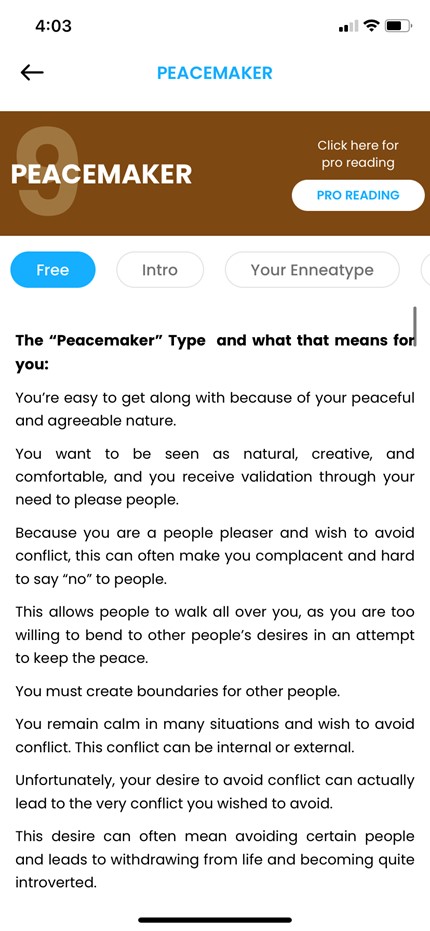 4:03
PEACEMAKER
9
PEACEMAKER
Click here for
pro reading
PRO READING
Free
Intro
Your Enneatype
The “Peacemaker” Type and what that means for
you:
You’re easy to get along with because of your peaceful
and agreeable nature.
You want to be seen as natural, creative, and
comfortable, and you receive validation through your
need to please people.
Because you are a people pleaser and wish to avoid
conflict, this can often make you complacent and hard
to say “no” to people.
This allows people to walk all over you, as you are too
willing to bend to other people’s desires in an attempt
to keep the peace.
You must create boundaries for other people.
You remain calm in many situations and wish to avoid
conflict. This conflict can be internal or external.
Unfortunately, your desire to avoid conflict can actually
lead to the very conflict you wished to avoid.
This desire can often mean avoiding certain people
and leads to withdrawing from life and becoming quite
introverted.